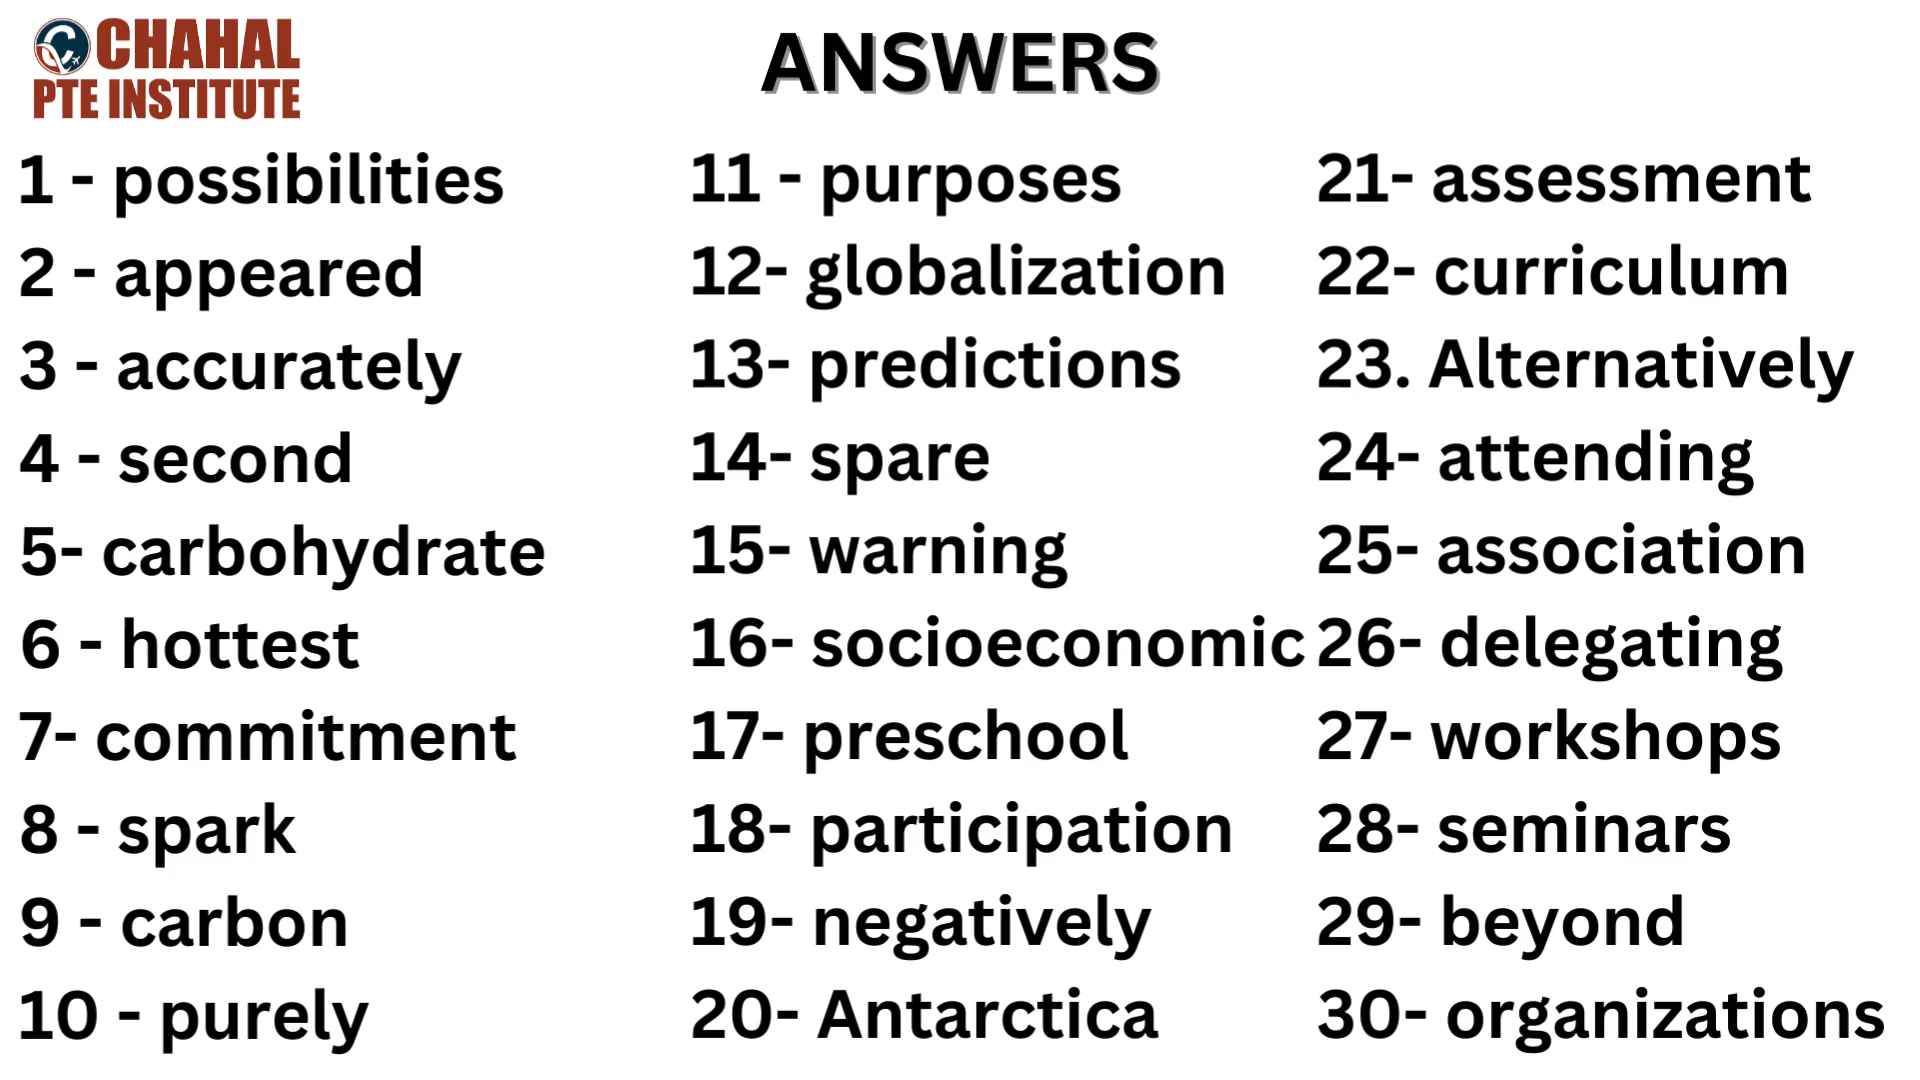 CHAHAL
PTE INSTITUTE
ANSWERS
1 - possibilities
2 - appeared
3 - accurately
4 - second
5- carbohydrate
6 - hottest
7- commitment
8 - spark
9 - carbon
10 - purely
11 - purposes
12- globalization
13- predictions
14- spare
15- warning
16- socioeconomic
17- preschool
18- participation
19- negatively
20- Antarctica
21- assessment
22- curriculum
23. Alternatively
24- attending
25- association
26- delegating
27- workshops
28- seminars
29- beyond
30- organizations